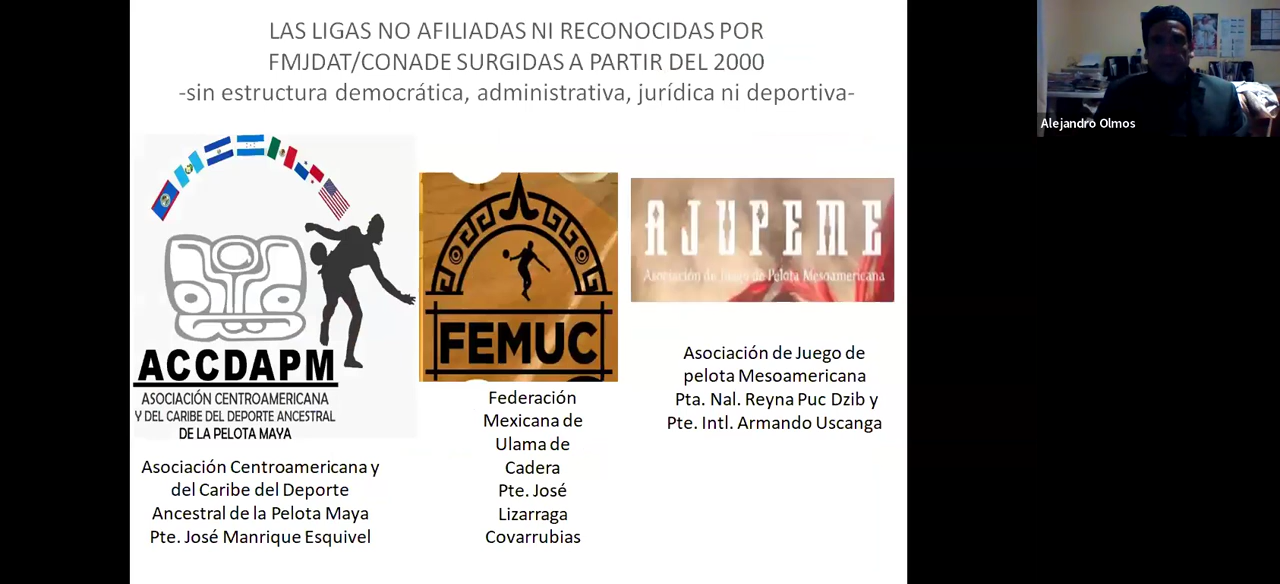 LAS LIGAS NO AFILIADAS NI RECONOCIDAS POR
FMJDAT/CONADE SURGIDAS A PARTIR DEL 2000
-sin estructura democrática, administrativa, jurídica ni deportiva-
ACCDAPM
ASOCIACIÓN CENTROAMERICANA
Y DEL CARIBE DEL DEPORTE ANCESTRAL
DE LA PELOTA MAYA
Asociación Centroamericana y
del Caribe del Deporte
Ancestral de la Pelota Maya
Pte. José Manrique Esquivel
FEMUC
Federación
Mexicana de
Ulama de
Cadera
Pte. José
Lizarraga
Covarrubias
AJUPEME
Asociación de Juego de Pelota Mesoamericana
Asociación de Juego de
pelota Mesoamericana
Pta. Nal. Reyna Puc Dzib y
Pte. Intl. Armando Uscanga
Alejandro Olmos